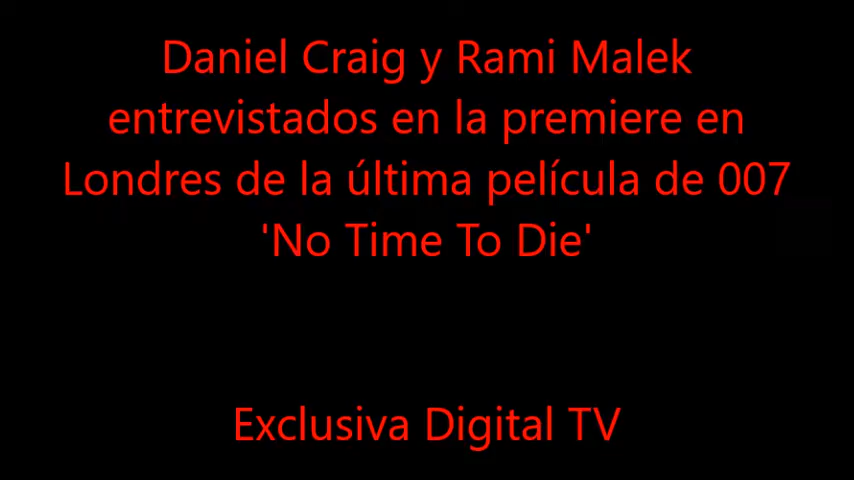 Daniel Craig y Rami Malek
entrevistados en la premiere en
Londres de la última película de 007
'No Time To Die'
Exclusiva Digital TV